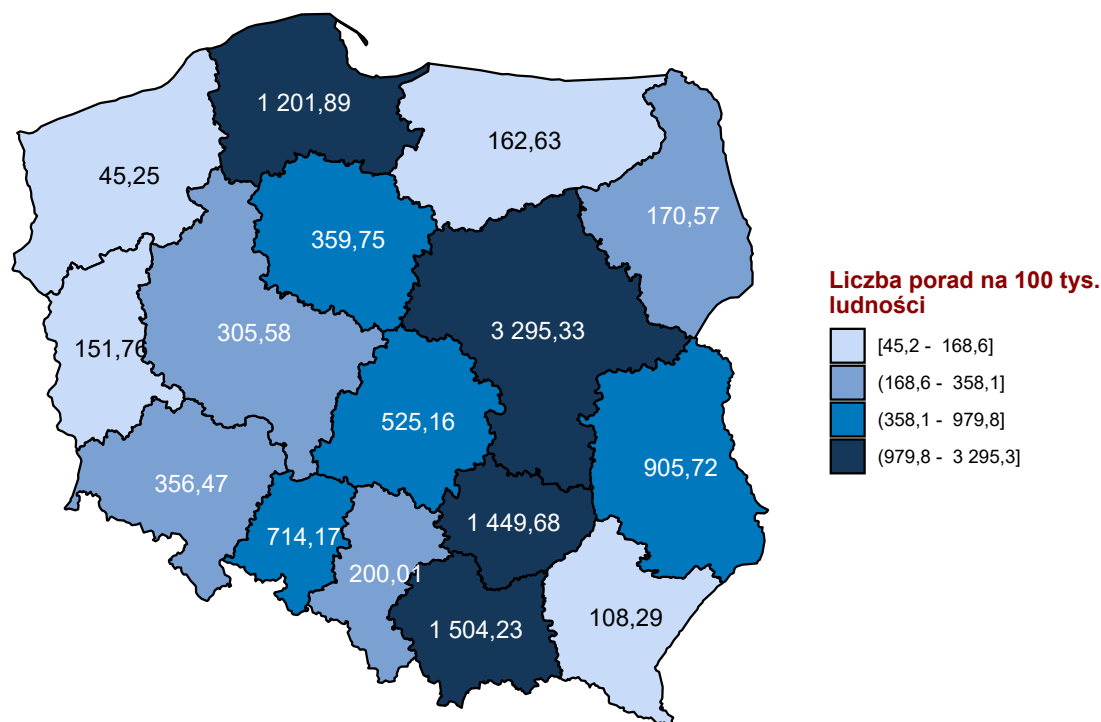 1 201,89
162,63
45,25
170,57
359,75
3 295,33
305,58
151,76
525,16
905,72
356,47
1 449,68
714,17
200,01
108,29
1 504,23
Liczba porad na 100 tys.
ludności
[45,2 - 168,6]
(168,6 - 358,1]
(358,1 - 979,8]
(979,8 - 3 295,3]